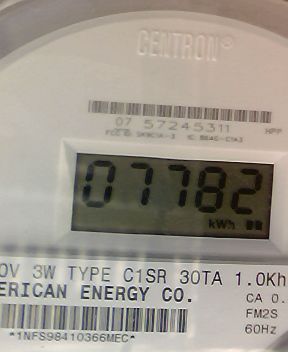 CENTRON®
07 57245311 HPP
07782
kWh
0V 3W TYPE C1SR 30TA 1.0Kh
ERICAN ENERGY CO.
CA 0.
FM2S
60Hz
*1NFS98410366MEC*